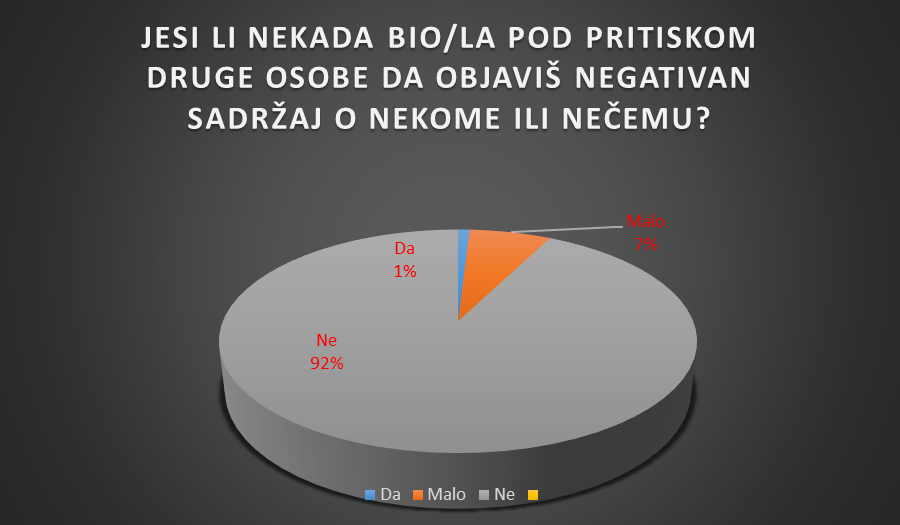 JESI LI NEKADA BIO/LA POD PRITISKOM
DRUGE OSOBE DA OBJAVIŠ NEGATIVAN
SADRŽAJ O NEKOME ILI NEČEMU?
Malo
7%
Da
1%
Ne
92%
Da Malo Ne